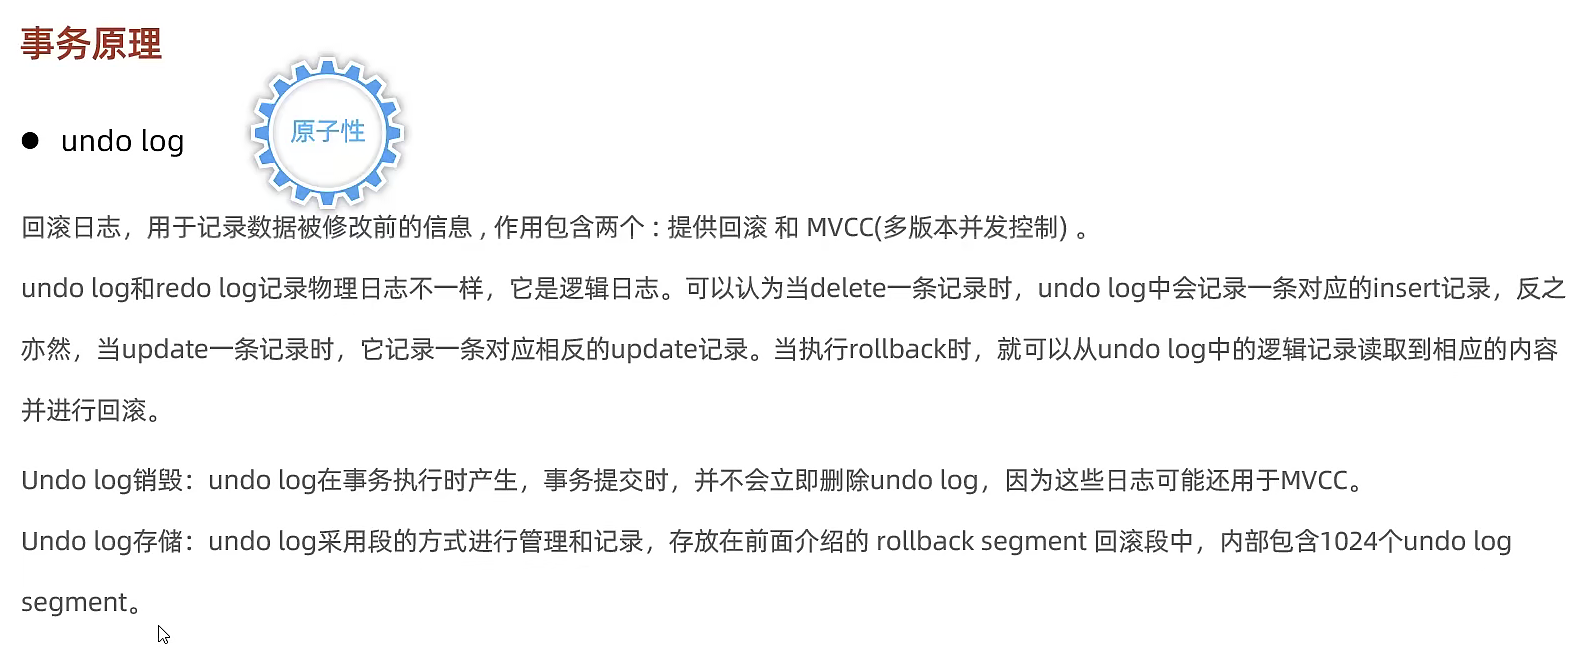 事务原理
原子性
● undo log
回滚日志，用于记录数据被修改前的信息 , 作用包含两个 : 提供回滚 和 MVCC(多版本并发控制) 。
undo log和redo log记录物理日志不一样，它是逻辑日志。可以认为当delete一条记录时，undo log中会记录一条对应的insert记录，反之
亦然，当update一条记录时，它记录一条对应相反的update记录。当执行rollback时，就可以从undo log中的逻辑记录读取到相应的内容
并进行回滚。
Undo log销毁：undo log在事务执行时产生，事务提交时，并不会立即删除undo log，因为这些日志可能还用于MVCC。
Undo log存储：undo log采用段的方式进行管理和记录，存放在前面介绍的 rollback segment 回滚段中，内部包含1024个undo log
segment。